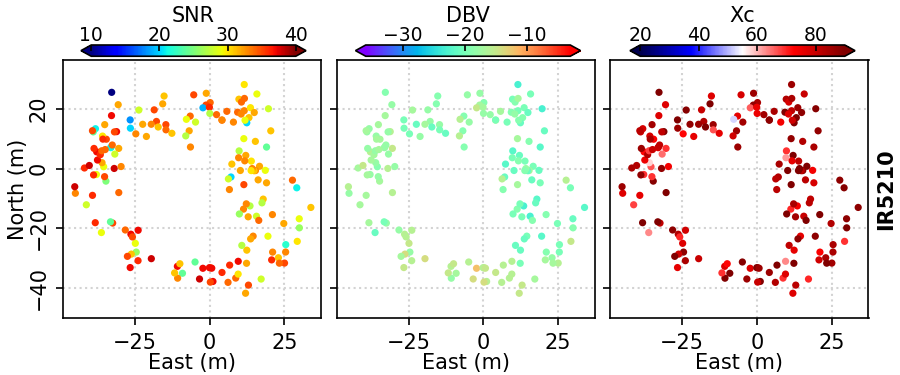 SNR DBV Xc
10 20 30 40 −30 −20 −10 20 40 60 80
North (m)
20
0
−20
−40
IR5210
−25 0 25 −25 0 25 −25 0 25
East (m) East (m) East (m)